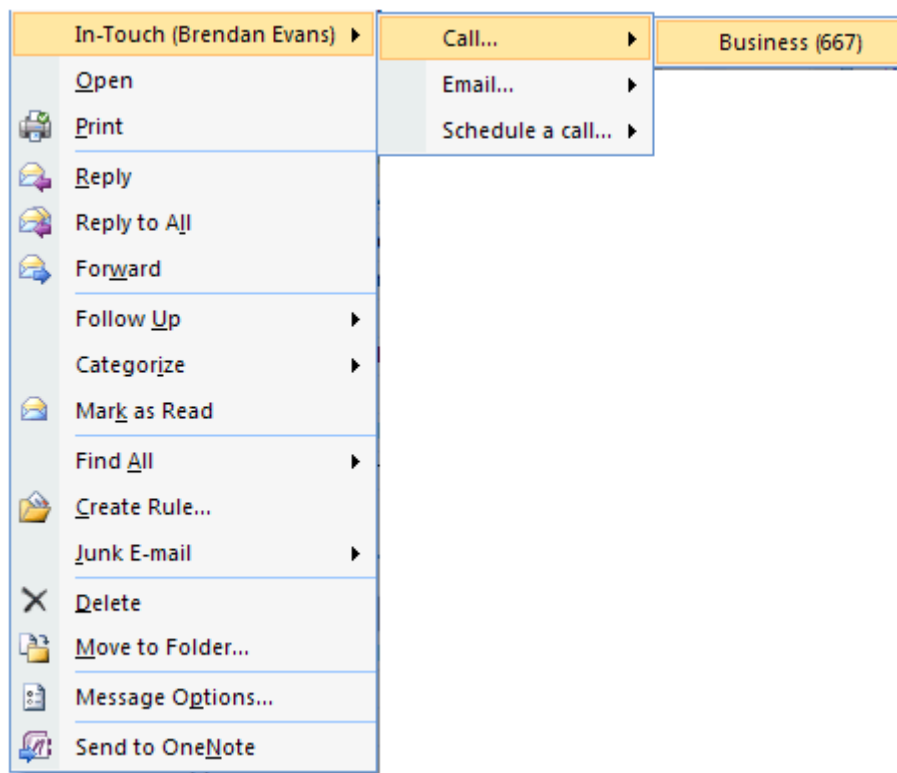 In-Touch (Brendan Evans)
Call...
Business (667)
Open
Email...
Print
Schedule a call...
Reply
Reply to All
Forward
Follow Up
Categorize
Mark as Read
Find All
Create Rule...
Junk E-mail
Delete
Move to Folder...
Message Options...
Send to OneNote